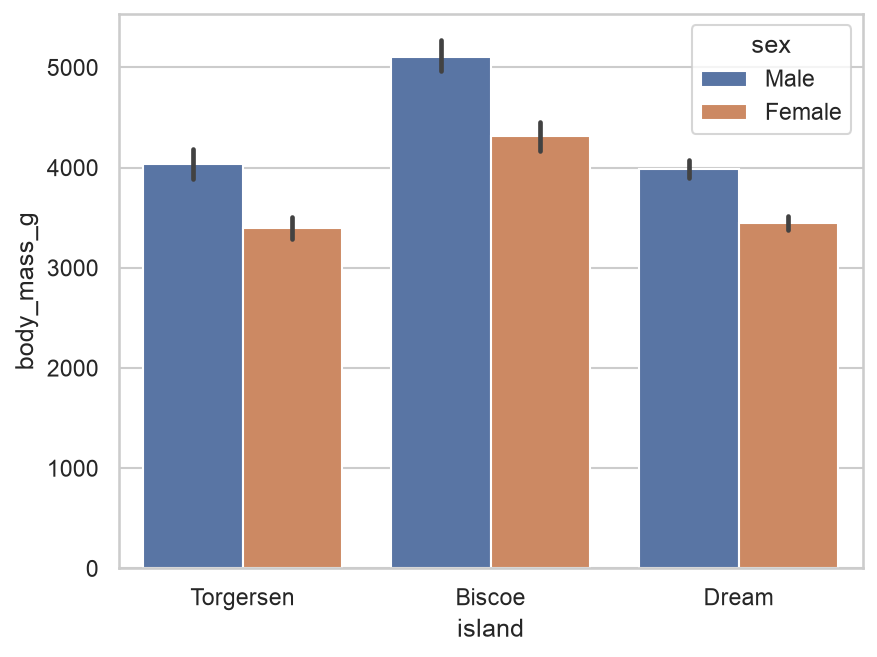 sex
Male
Female
5000
4000
3000
2000
1000
0
body_mass_g
Torgersen
Biscoe
Dream
island